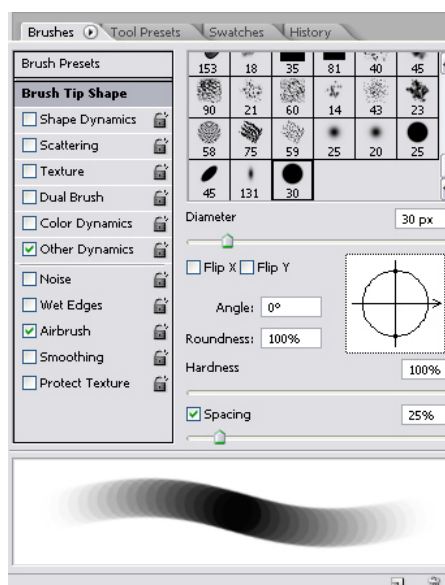 Brushes Tool Presets Swatches History
Brush Presets
Brush Tip Shape
Shape Dynamics
Scattering
Texture
Dual Brush
Color Dynamics
Other Dynamics
Noise
Wet Edges
Airbrush
Smoothing
Protect Texture
153 18 35 81 40 45
90 21 60 14 43 23
58 75 59 25 20 25
45 131 30
Diameter 30 px
Flip X Flip Y
Angle: 0º
Roundness: 100%
Hardness 100%
Spacing 25%